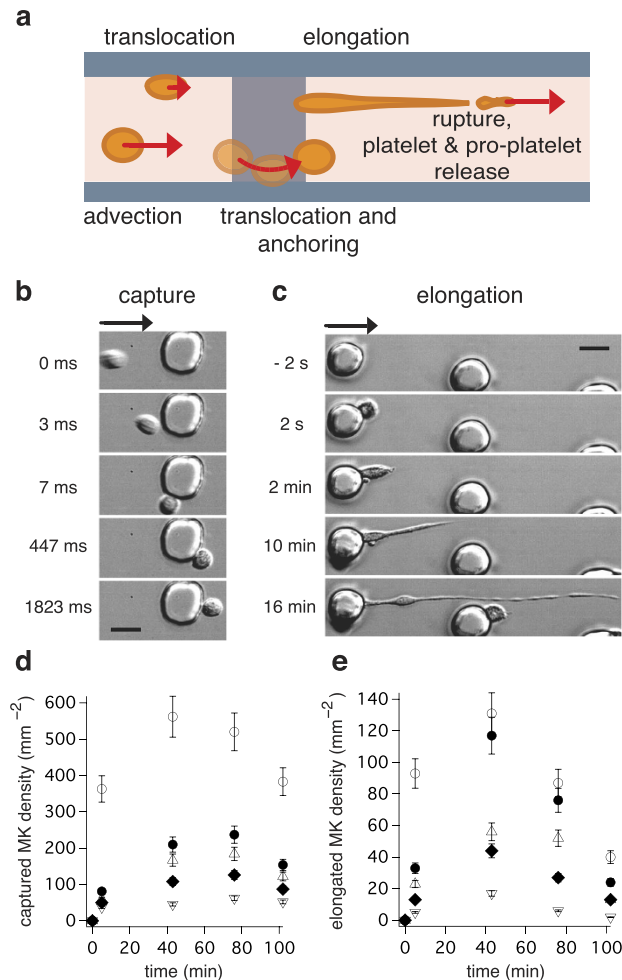 a
translocation elongation
rupture,
platelet & pro-platelet
release
advection translocation and
anchoring
b capture
0 ms
3 ms
7 ms
447 ms
1823 ms
c elongation
- 2 s
2 s
2 min
10 min
16 min
d
captured MK density (mm⁻²)
600
500
400
300
200
100
0
0 20 40 60 80 100
time (min)
e
elongated MK density (mm⁻²)
140
120
100
80
60
40
20
0
0 20 40 60 80 100
time (min)